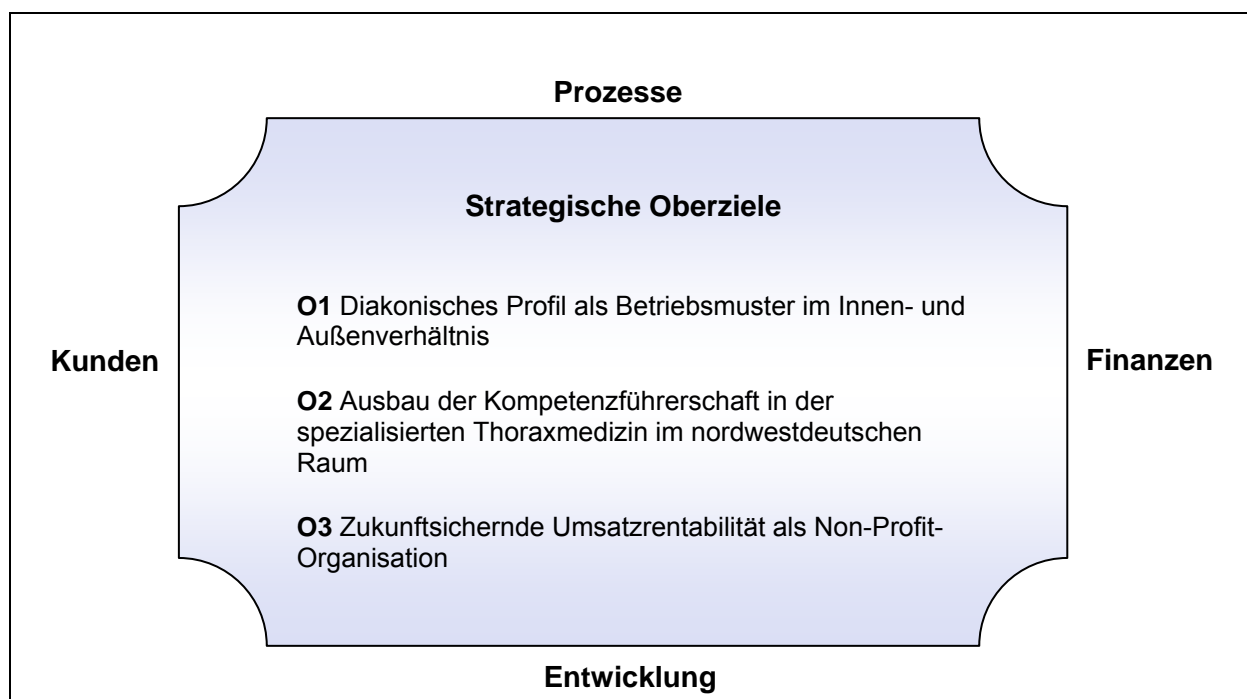 Prozesse
Strategische Oberziele
O1 Diakonisches Profil als Betriebsmuster im Innen- und
Außenverhältnis
Kunden
Finanzen
O2 Ausbau der Kompetenzführerschaft in der
spezialisierten Thoraxmedizin im nordwestdeutschen
Raum
O3 Zukunftsichernde Umsatzrentabilität als Non-Profit-
Organisation
Entwicklung